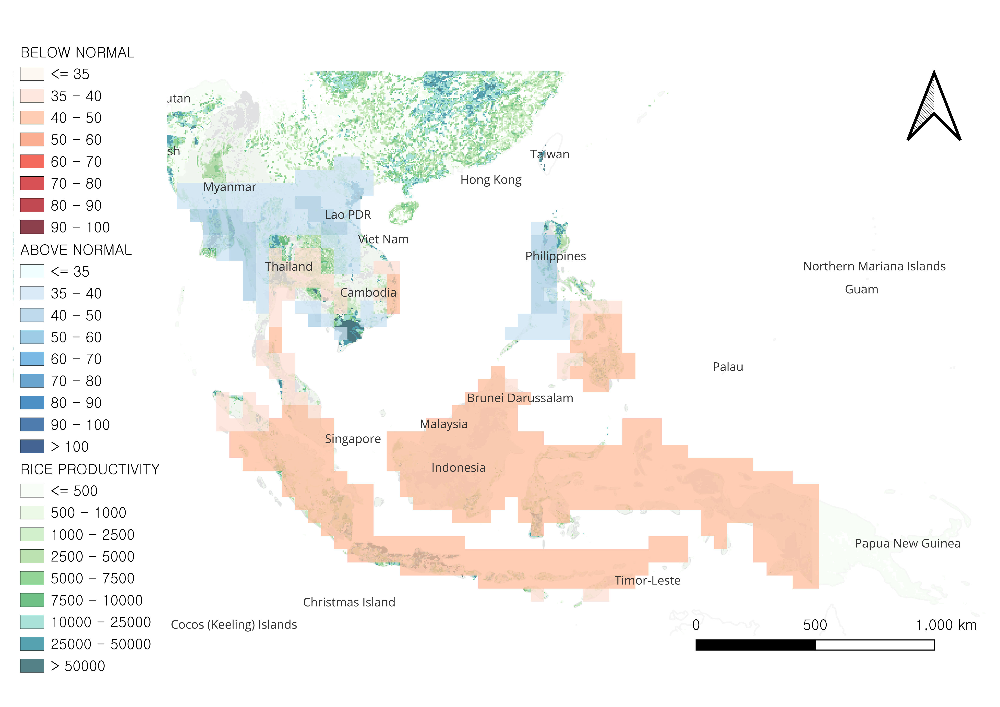 BELOW NORMAL
<= 35
35 - 40
40 - 50
50 - 60
60 - 70
70 - 80
80 - 90
90 - 100
ABOVE NORMAL
<= 35
35 - 40
40 - 50
50 - 60
60 - 70
70 - 80
80 - 90
90 - 100
> 100
RICE PRODUCTIVITY
<= 500
500 - 1000
1000 - 2500
2500 - 5000
5000 - 7500
7500 - 10000
10000 - 25000
25000 - 50000
> 50000
utan
sh
Taiwan
Hong Kong
Myanmar
Lao PDR
Viet Nam
Philippines
Thailand
Northern Mariana Islands
Guam
Cambodia
Palau
Brunei Darussalam
Malaysia
Singapore
Indonesia
Papua New Guinea
Timor-Leste
Christmas Island
Cocos (Keeling) Islands
0 500 1,000 km